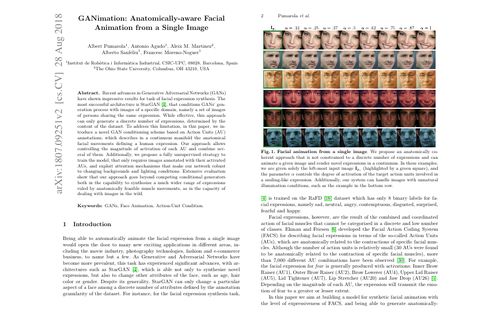 arXiv:1807.09251v2 [cs.CV] 28 Aug 2018
GANimation: Anatomically-aware Facial
Animation from a Single Image
Albert Pumarola¹, Antonio Agudo¹, Aleix M. Martinez²,
Alberto Sanfeliu¹, Francesc Moreno-Noguer¹
¹Institut de Robòtica i Informàtica Industrial, CSIC-UPC, 08028, Barcelona, Spain
²The Ohio State University, Columbus, OH 43210, USA
Abstract. Recent advances in Generative Adversarial Networks (GANs)
have shown impressive results for task of facial expression synthesis. The
most successful architecture is StarGAN [4], that conditions GANs' gen-
eration process with images of a specific domain, namely a set of images
of persons sharing the same expression. While effective, this approach
can only generate a discrete number of expressions, determined by the
content of the dataset. To address this limitation, in this paper, we in-
troduce a novel GAN conditioning scheme based on Action Units (AU)
annotations, which describes in a continuous manifold the anatomical
facial movements defining a human expression. Our approach allows
controlling the magnitude of activation of each AU and combine sev-
eral of them. Additionally, we propose a fully unsupervised strategy to
train the model, that only requires images annotated with their activated
AUs, and exploit attention mechanisms that make our network robust
to changing backgrounds and lighting conditions. Extensive evaluation
show that our approach goes beyond competing conditional generators
both in the capability to synthesize a much wider range of expressions
ruled by anatomically feasible muscle movements, as in the capacity of
dealing with images in the wild.
Keywords: GANs, Face Animation, Action-Unit Condition.
1 Introduction
Being able to automatically animate the facial expression from a single image
would open the door to many new exciting applications in different areas, in-
cluding the movie industry, photography technologies, fashion and e-commerce
business, to name but a few. As Generative and Adversarial Networks have
become more prevalent, this task has experienced significant advances, with ar-
chitectures such as StarGAN [4], which is able not only to synthesize novel
expressions, but also to change other attributes of the face, such as age, hair
color or gender. Despite its generality, StarGAN can only change a particular
aspect of a face among a discrete number of attributes defined by the annotation
granularity of the dataset. For instance, for the facial expression synthesis task,
2 Pumarola et al.
Fig. 1. Facial animation from a single image. We propose an anatomically co-
herent approach that is not constrained to a discrete number of expressions and can
animate a given image and render novel expressions in a continuum. In these examples,
we are given solely the left-most input image
the parameter α controls the degree of activation of the target action units involved in
a smiling-like expression. Additionally, our system can handle images with unnatural
illumination conditions, such as the example in the bottom row.
[4] is trained on the RaFD [16] dataset which has only 8 binary labels for fa-
cial expressions, namely sad, neutral, angry, contemptuous, disgusted, surprised,
fearful and happy.
Facial expressions, however, are the result of the combined and coordinated
action of facial muscles that cannot be categorized in a discrete and low number
of classes. Ekman and Friesen [6] developed the Facial Action Coding System
(FACS) for describing facial expressions in terms of the so-called Action Units
(AUs), which are anatomically related to the contractions of specific facial mus-
cles. Although the number of action units is relatively small (30 AUs were found
to be anatomically related to the contraction of specific facial muscles), more
than 7,000 different AU combinations have been observed [30]. For example,
the facial expression for fear is generally produced with activations: Inner Brow
Raiser (AU1), Outer Brow Raiser (AU2), Brow Lowerer (AU4), Upper Lid Raiser
(AU5), Lid Tightener (AU7), Lip Stretcher (AU20) and Jaw Drop (AU26)
Depending on the magnitude of each AU, the expression will transmit the emo-
tion of fear to a greater or lesser extent.
In this paper we aim at building a model for synthetic facial animation with
the level of expressiveness of FACS, and being able to generate anatomically-